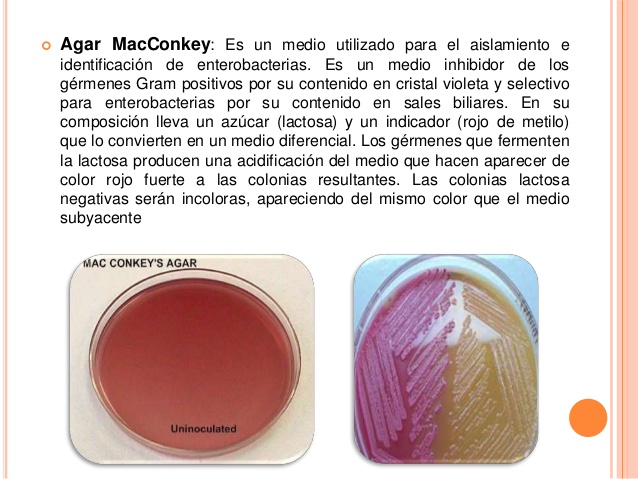 Agar MacConkey: Es un medio utilizado para el aislamiento e
identificación de enterobacterias. Es un medio inhibidor de los
gérmenes Gram positivos por su contenido en cristal violeta y selectivo
para enterobacterias por su contenido en sales biliares. En su
composición lleva un azúcar (lactosa) y un indicador (rojo de metilo)
que lo convierten en un medio diferencial. Los gérmenes que fermenten
la lactosa producen una acidificación del medio que hacen aparecer de
color rojo fuerte a las colonias resultantes. Las colonias lactosa
negativas serán incoloras, apareciendo del mismo color que el medio
subyacente
MAC CONKEY'S AGAR
Uninoculated